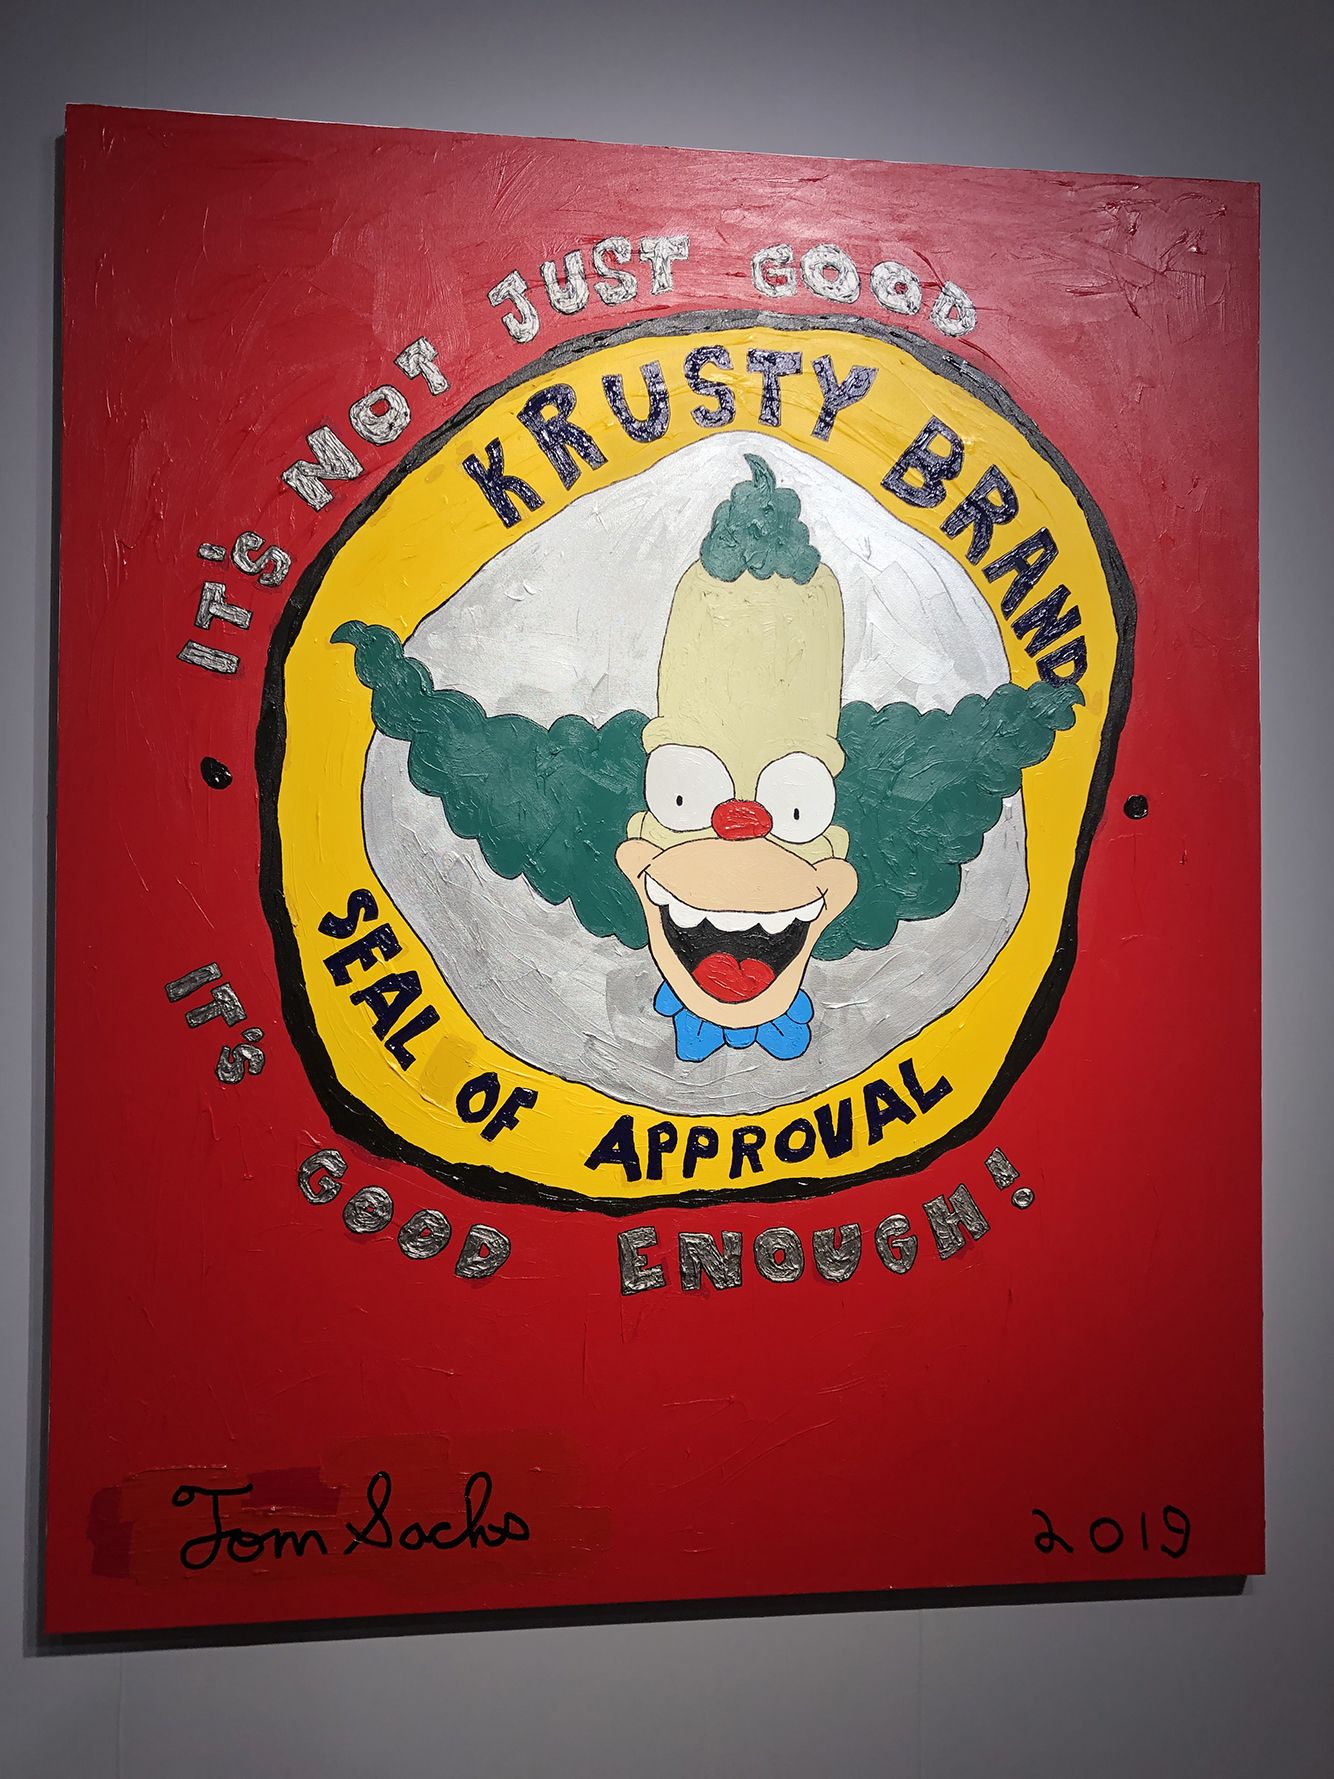 IT'S NOT JUST GOOD
KRUSTY BRAND
SEAL OF APPROVAL
IT'S GOOD ENOUGH!
Tom Sachs
2019